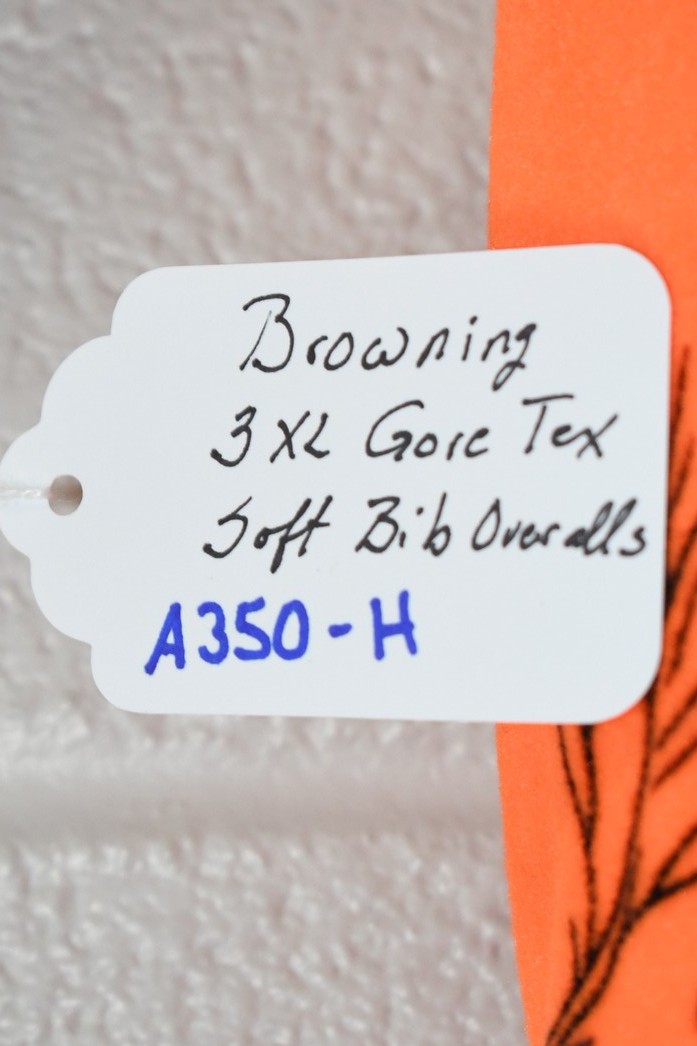 Browning
3XL Gore Tex
Soft Bib Overalls
A350-H